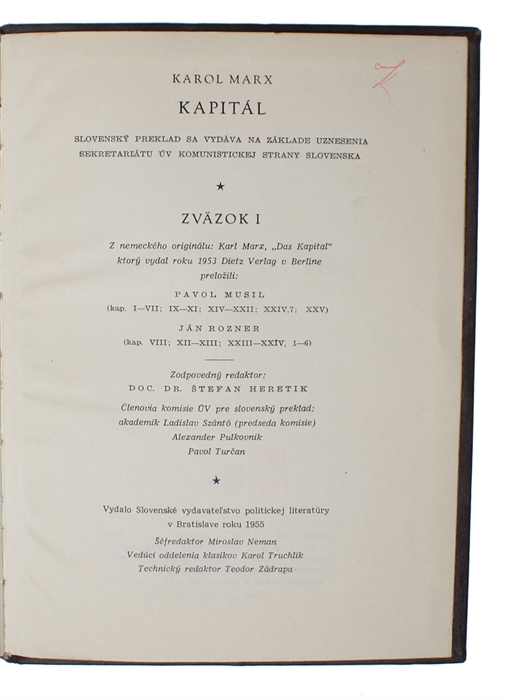 KAROL MARX
KAPITÁL
SLOVENSKÝ PREKLAD SA VYDÁVA NA ZÁKLADE UZNESENIA
SEKRETARIÁTU ÚV KOMUNISTICKEJ STRANY SLOVENSKA
ZVÄZOK I
Z nemeckého originálu: Karl Marx, „Das Kapital"
ktorý vydal roku 1953 Dietz Verlag v Berlíne
preložili:
PAVOL MUSIL
(kap. I—VII; IX—XI; XIV—XXII; XXIV,7; XXV)
JÁN ROZNER
(kap. VIII; XII—XIII; XXIII—XXIV, 1—6)
Zodpovedný redaktor:
DOC. DR. ŠTEFAN HERETIK
Členovia komisie ÚV pre slovenský preklad:
akademik Ladislav Szántó (predseda komisie)
Alexander Pulkovník
Pavol Turčan
Vydalo Slovenské vydavateľstvo politickej literatúry
v Bratislave roku 1955
Šéfredaktor Miroslav Neman
Vedúci oddelenia klasikov Karol Truchlík
Technický redaktor Teodor Zádrapa